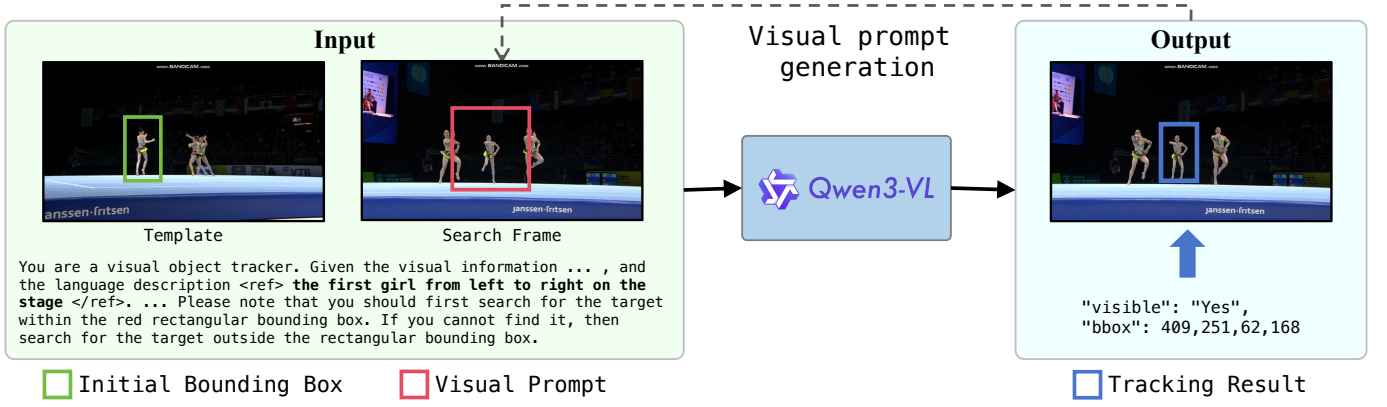 Input
www.BANDICAM.com
www.BANDICAM.com
VTB
janssen-fritsen
janssen-fritsen
Template
Search Frame
You are a visual object tracker. Given the visual information ... , and
the language description <ref> the first girl from left to right on the
stage </ref>. ... Please note that you should first search for the target
within the red rectangular bounding box. If you cannot find it, then
search for the target outside the rectangular bounding box.
Visual prompt
generation
Qwen3-VL
Output
www.BANDICAM.com
janssen-fritsen
"visible": "Yes",
"bbox": 409,251,62,168
Initial Bounding Box
Visual Prompt
Tracking Result